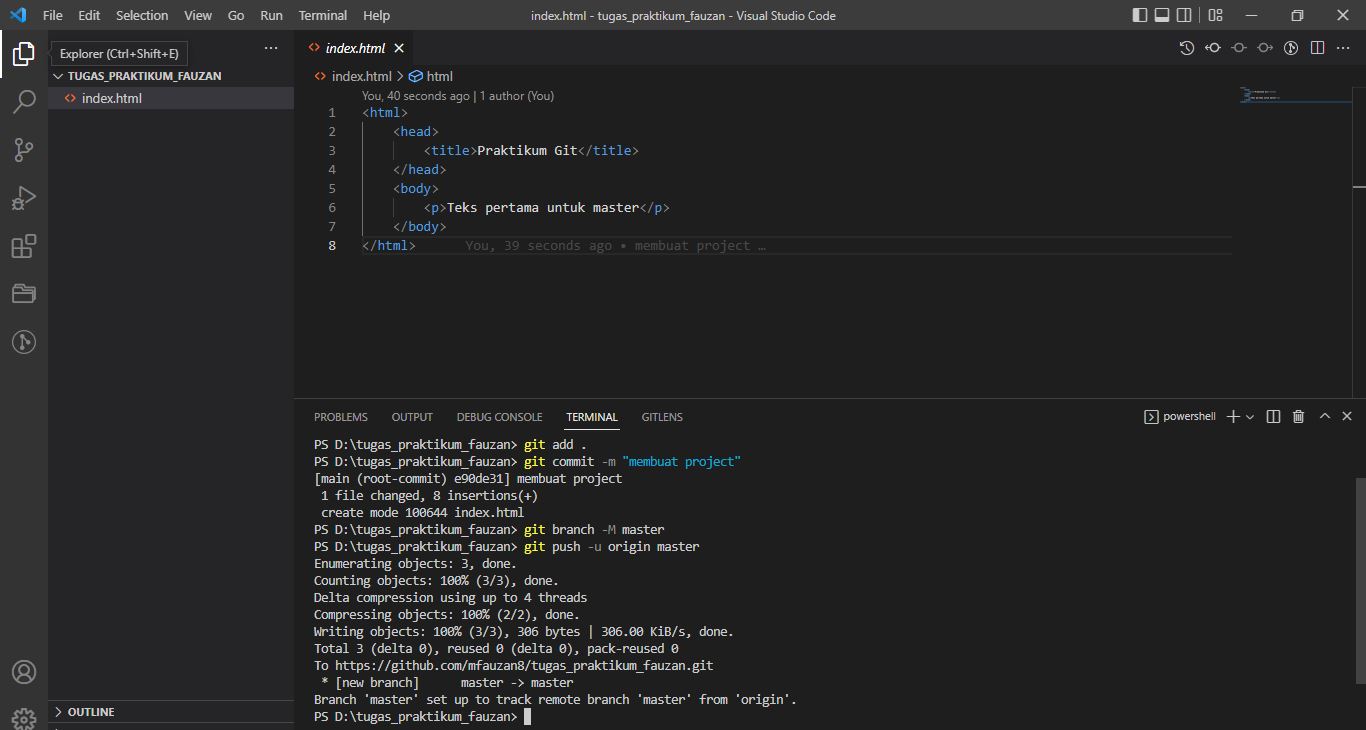 File Edit Selection View Go Run Terminal Help
index.html - tugas_praktikum_fauzan - Visual Studio Code
Explorer (Ctrl+Shift+E)
TUGAS_PRAKTIKUM_FAUZAN
index.html
OUTLINE
index.html
index.html > html
You, 40 seconds ago | 1 author (You)
1 <html>
2     <head>
3         <title>Praktikum Git</title>
4     </head>
5     <body>
6         <p>Teks pertama untuk master</p>
7     </body>
8 </html>     You, 39 seconds ago • membuat project …
PROBLEMS OUTPUT DEBUG CONSOLE TERMINAL GITLENS
powershell
PS D:\tugas_praktikum_fauzan> git add .
PS D:\tugas_praktikum_fauzan> git commit -m "membuat project"
[main (root-commit) e90de31] membuat project
 1 file changed, 8 insertions(+)
 create mode 100644 index.html
PS D:\tugas_praktikum_fauzan> git branch -M master
PS D:\tugas_praktikum_fauzan> git push -u origin master
Enumerating objects: 3, done.
Counting objects: 100% (3/3), done.
Delta compression using up to 4 threads
Compressing objects: 100% (2/2), done.
Writing objects: 100% (3/3), 306 bytes | 306.00 KiB/s, done.
Total 3 (delta 0), reused 0 (delta 0), pack-reused 0
To https://github.com/mfauzan8/tugas_praktikum_fauzan.git
 * [new branch]      master -> master
Branch 'master' set up to track remote branch 'master' from 'origin'.
PS D:\tugas_praktikum_fauzan>